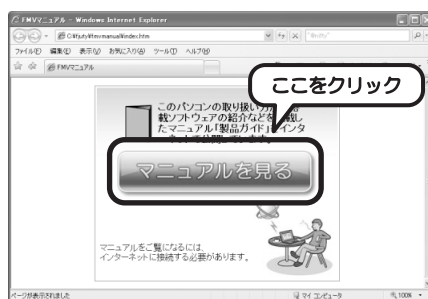 FMVマニュアル - Windows Internet Explorer
ファイル(F) 編集(E) 表示(V) お気に入り(A) ツール(T) ヘルプ(H)
FMVマニュアル
ここをクリック
このパソコンの取り扱い
載ソフトウェアの紹介などを
たマニュアル「製品ガイド」をインタ
マニュアルを見る
マニュアルをご覧になるには、
インターネットに接続する必要があります。
ページが表示されました
マイ コンピュータ
100%